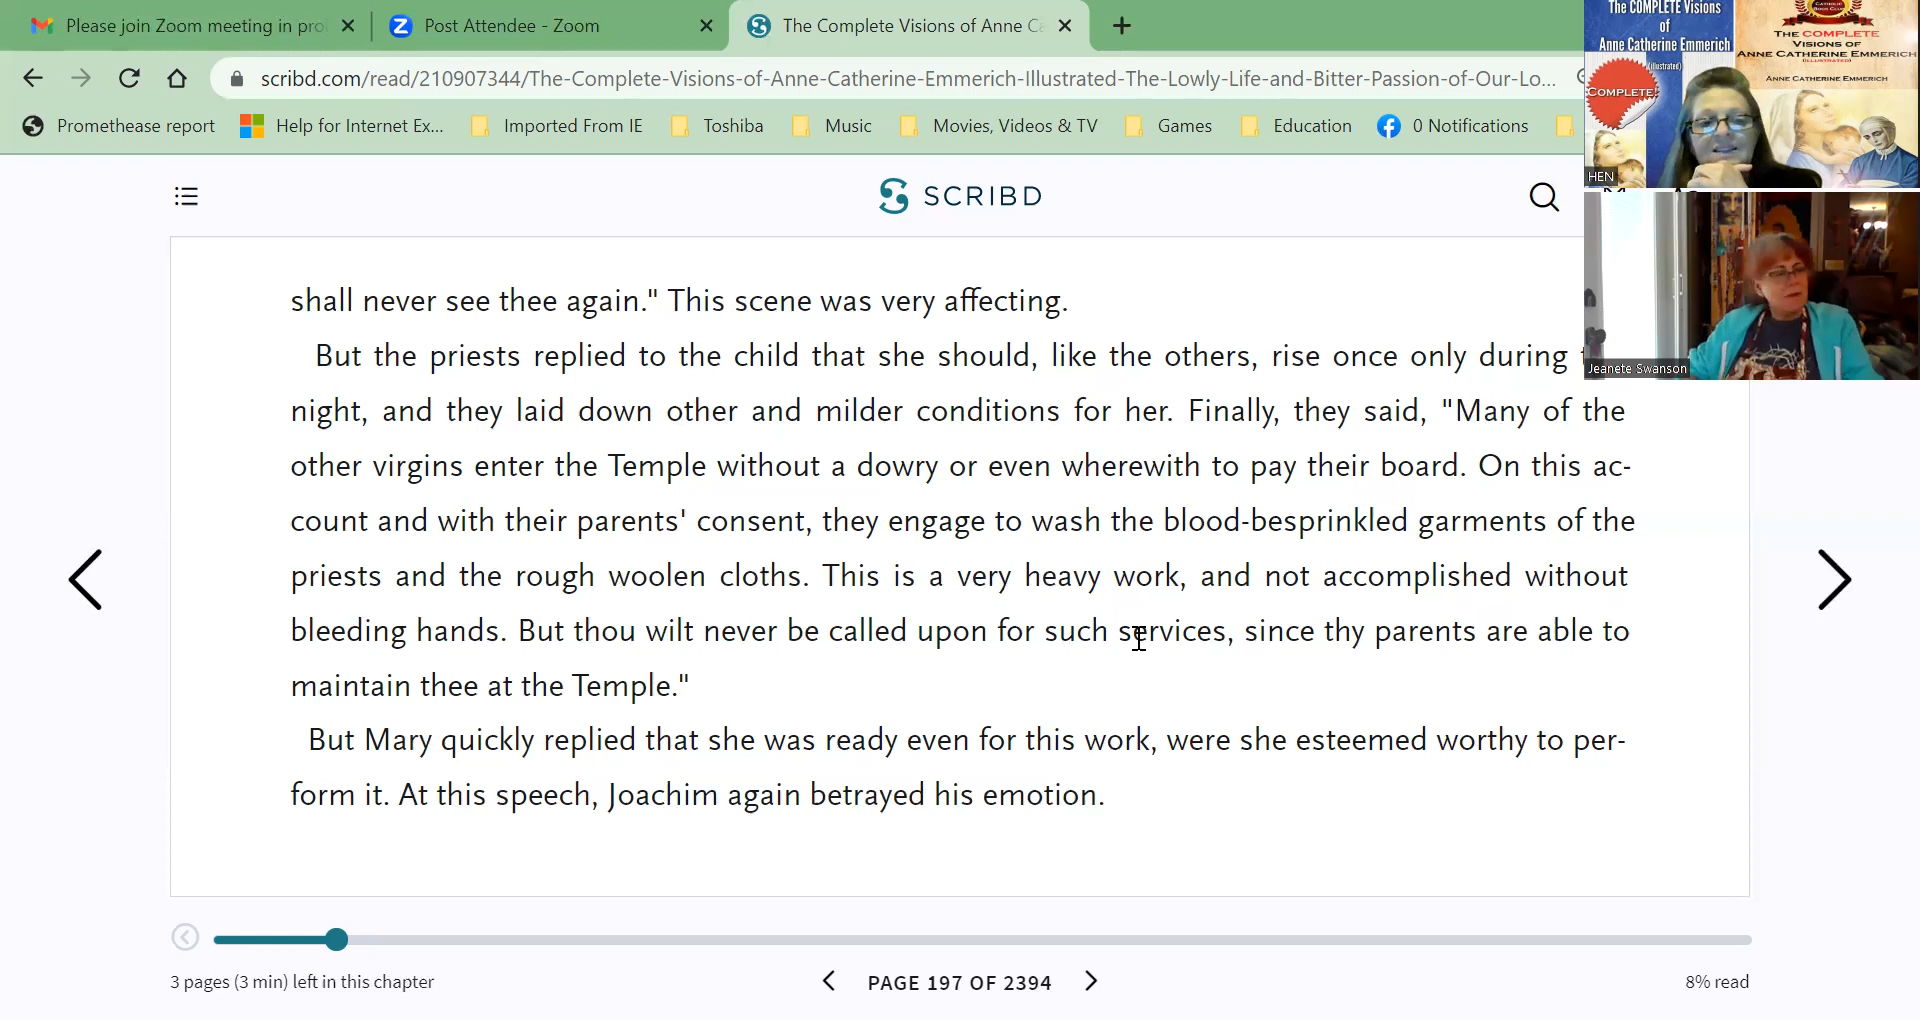 Please join Zoom meeting in pro
Post Attendee - Zoom
The Complete Visions of Anne Ca
scribd.com/read/210907344/The-Complete-Visions-of-Anne-Catherine-Emmerich-Illustrated-The-Lowly-Life-and-Bitter-Passion-of-Our-Lo...
Promethease report
Help for Internet Ex...
Imported From IE
Toshiba
Music
Movies, Videos & TV
Games
Education
0 Notifications
The COMPLETE Visions
of
Anne Catherine Emmerich
(illustrated)
COMPLETE!
CATHOLIC
BOOK CLUB
THE COMPLETE
VISIONS OF
ANNE CATHERINE EMMERICH
(ILLUSTRATED)
ANNE CATHERINE EMMERICH
HEN
Jeanete Swanson
SCRIBD
shall never see thee again." This scene was very affecting.
But the priests replied to the child that she should, like the others, rise once only during
night, and they laid down other and milder conditions for her. Finally, they said, "Many of the
other virgins enter the Temple without a dowry or even wherewith to pay their board. On this ac-
count and with their parents' consent, they engage to wash the blood-besprinkled garments of the
priests and the rough woolen cloths. This is a very heavy work, and not accomplished without
bleeding hands. But thou wilt never be called upon for such services, since thy parents are able to
maintain thee at the Temple."
But Mary quickly replied that she was ready even for this work, were she esteemed worthy to per-
form it. At this speech, Joachim again betrayed his emotion.
3 pages (3 min) left in this chapter
PAGE 197 OF 2394
8% read